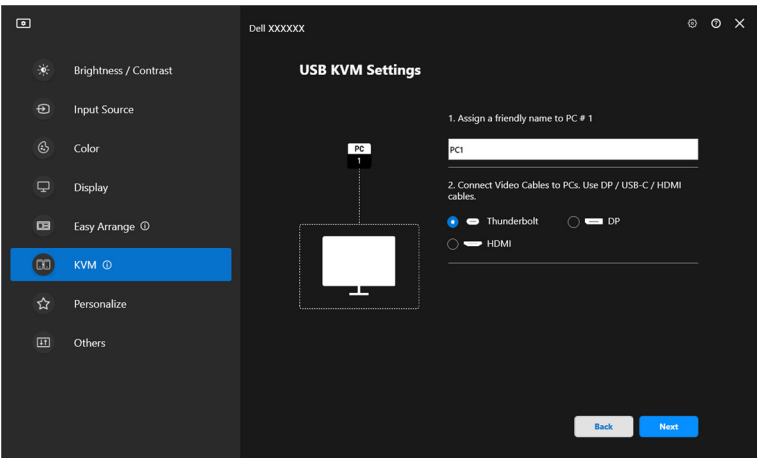 Dell XXXXXX
Brightness / Contrast
Input Source
Color
Display
Easy Arrange
KVM
Personalize
Others
USB KVM Settings
PC
1
1. Assign a friendly name to PC # 1
PC1
2. Connect Video Cables to PCs. Use DP / USB-C / HDMI
cables.
Thunderbolt DP
HDMI
Back Next